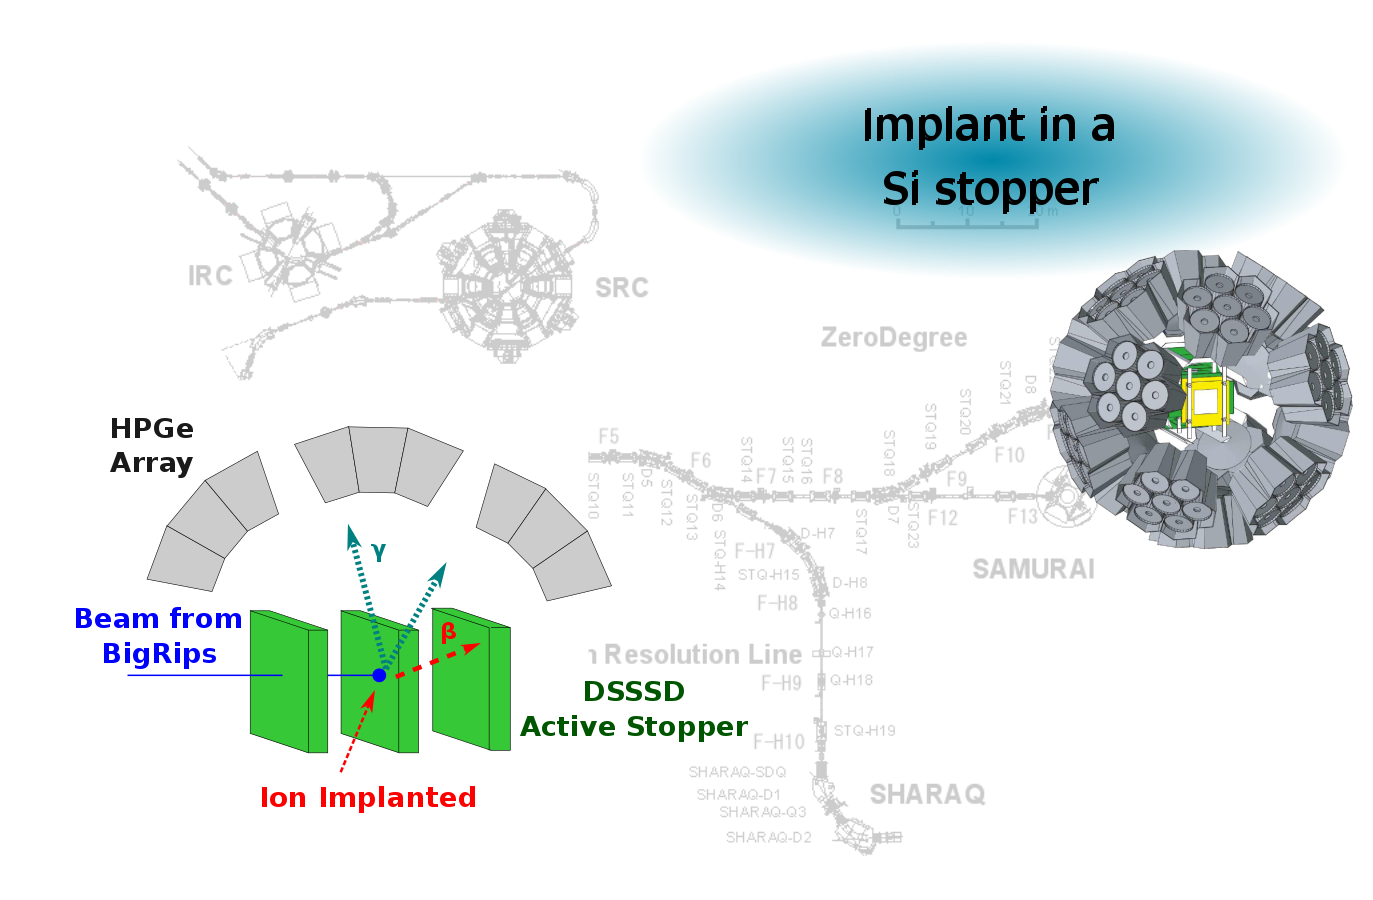 Implant in a
Si stopper
0 10 m
IRC
SRC
ZeroDegree
HPGe
Array
STQ21
D8
STQ20
STQ19
F5
F6
STQ14
F7
STQ15
STQ16
F8
STQ18
F9
F10
STQ10
STQ11
D5
STQ12
STQ13
D6
STQ-H14
STQ17
D7
STQ23
F12
F13
D-H7
F-H7
STQ-H15
D-H8
F-H8
Q-H16
SAMURAI
γ
Beam from
BigRips
β
Resolution Line
Q-H17
F-H9
Q-H18
DSSSD
Active Stopper
F-H10
STQ-H19
Ion Implanted
SHARAQ-SDQ
SHARAQ-D1
SHARAQ-Q3
SHARAQ
SHARAQ-D2